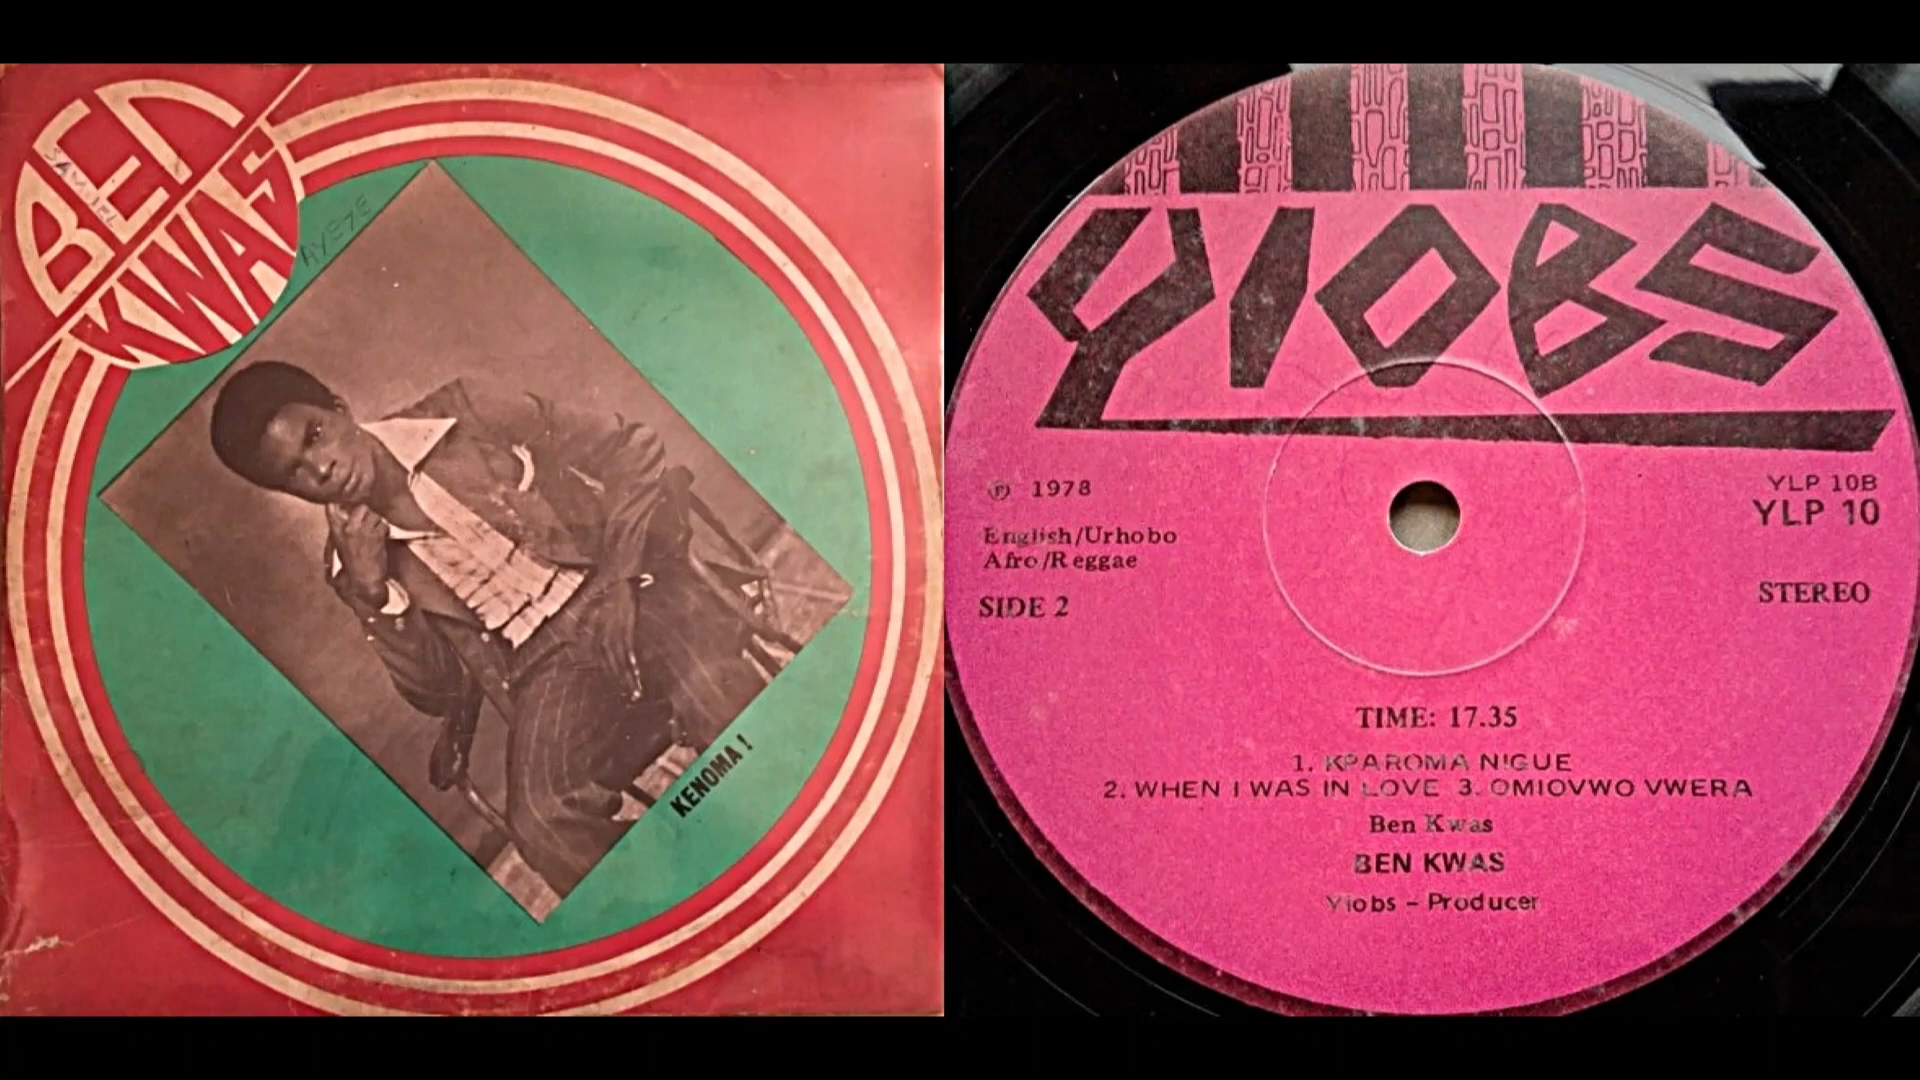 BEN
KWAS
SAMUEL
AYEZE
KENOMA !
YIOBS
Ⓟ 1978
English/Urhobo
Afro/Reggae
SIDE 2
YLP 10B
YLP 10
STEREO
TIME: 17.35
1. KPAROMA NIGUE
2. WHEN I WAS IN LOVE 3. OMIOVWO VWERA
Ben Kwas
BEN KWAS
Yiobs – Producer